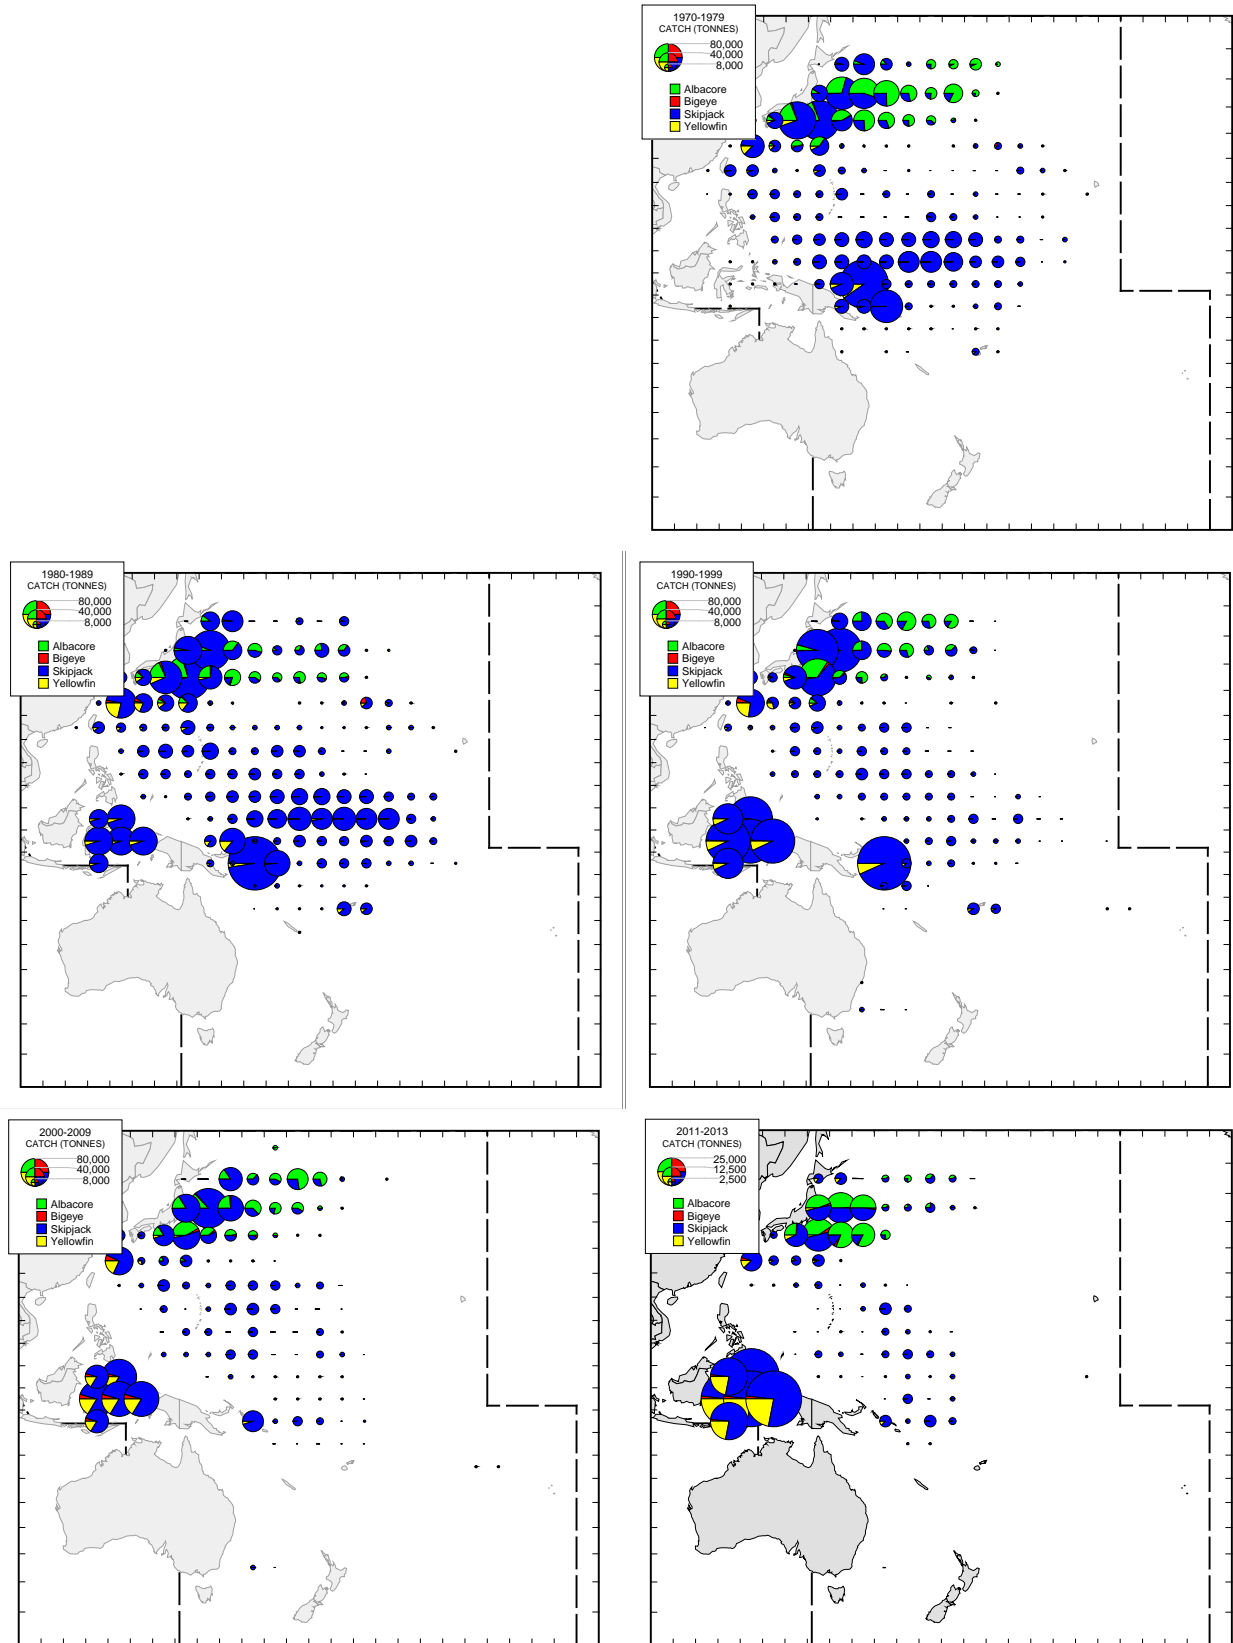 1970-1979
CATCH (TONNES)
80,000
40,000
8,000
Albacore
Bigeye
Skipjack
Yellowfin
1980-1989
CATCH (TONNES)
80,000
40,000
8,000
Albacore
Bigeye
Skipjack
Yellowfin
1990-1999
CATCH (TONNES)
80,000
40,000
8,000
Albacore
Bigeye
Skipjack
Yellowfin
2000-2009
CATCH (TONNES)
80,000
40,000
8,000
Albacore
Bigeye
Skipjack
Yellowfin
2011-2013
CATCH (TONNES)
25,000
12,500
2,500
Albacore
Bigeye
Skipjack
Yellowfin